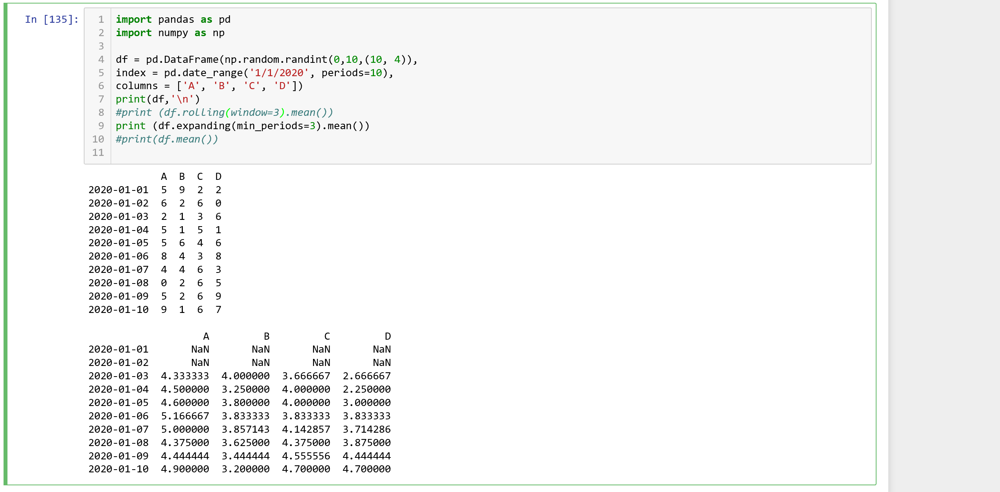 In [135]:
1 import pandas as pd
2 import numpy as np
3
4 df = pd.DataFrame(np.random.randint(0,10,(10, 4)),
5 index = pd.date_range('1/1/2020', periods=10),
6 columns = ['A', 'B', 'C', 'D'])
7 print(df,'\n')
8 #print (df.rolling(window=3).mean())
9 print (df.expanding(min_periods=3).mean())
10 #print(df.mean())
11
A B C D
2020-01-01 5 9 2 2
2020-01-02 6 2 6 0
2020-01-03 2 1 3 6
2020-01-04 5 1 5 1
2020-01-05 5 6 4 6
2020-01-06 8 4 3 8
2020-01-07 4 4 6 3
2020-01-08 0 2 6 5
2020-01-09 5 2 6 9
2020-01-10 9 1 6 7
A B C D
2020-01-01 NaN NaN NaN NaN
2020-01-02 NaN NaN NaN NaN
2020-01-03 4.333333 4.000000 3.666667 2.666667
2020-01-04 4.500000 3.250000 4.000000 2.250000
2020-01-05 4.600000 3.800000 4.000000 3.000000
2020-01-06 5.166667 3.833333 3.833333 3.833333
2020-01-07 5.000000 3.857143 4.142857 3.714286
2020-01-08 4.375000 3.625000 4.375000 3.875000
2020-01-09 4.444444 3.444444 4.555556 4.444444
2020-01-10 4.900000 3.200000 4.700000 4.700000